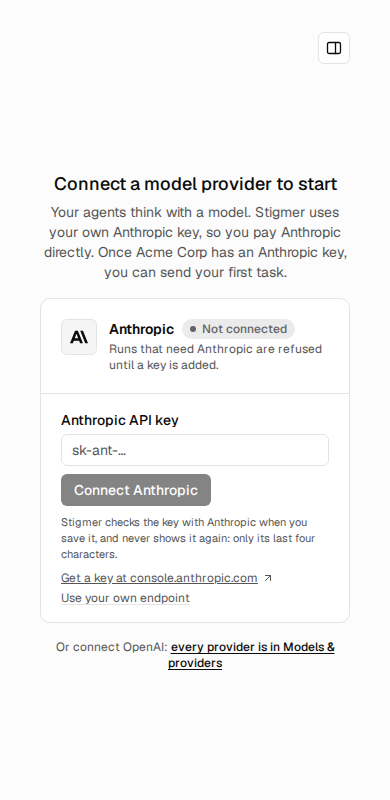 Connect a model provider to start
Your agents think with a model. Stigmer uses
your own Anthropic key, so you pay Anthropic
directly. Once Acme Corp has an Anthropic key,
you can send your first task.
Anthropic
Not connected
Runs that need Anthropic are refused
until a key is added.
Anthropic API key
sk-ant-...
Connect Anthropic
Stigmer checks the key with Anthropic when you
save it, and never shows it again: only its last four
characters.
Get a key at console.anthropic.com
Use your own endpoint
Or connect OpenAI: every provider is in Models &
providers